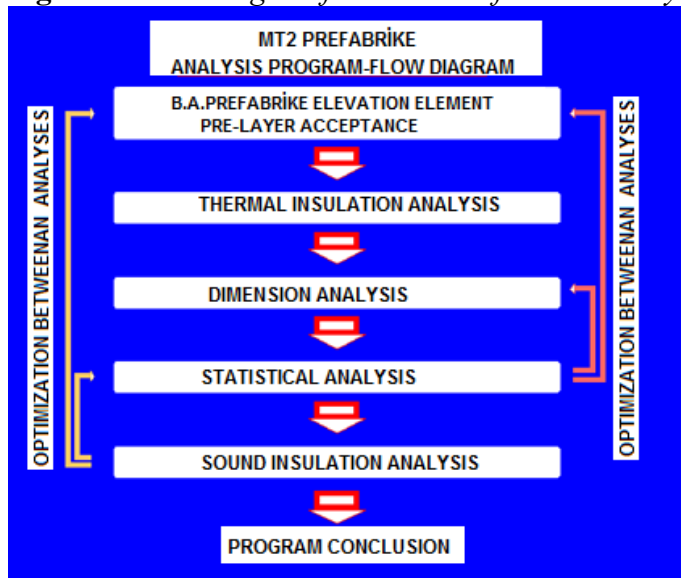 MT2 PREFABRİKE
ANALYSIS PROGRAM-FLOW DIAGRAM
B.A.PREFABRİKE ELEVATION ELEMENT
PRE-LAYER ACCEPTANCE
THERMAL INSULATION ANALYSIS
DIMENSION ANALYSIS
STATISTICAL ANALYSIS
SOUND INSULATION ANALYSIS
PROGRAM CONCLUSION
OPTIMIZATION BETWEENAN ANALYSES
OPTIMIZATION BETWEENAN ANALYSES